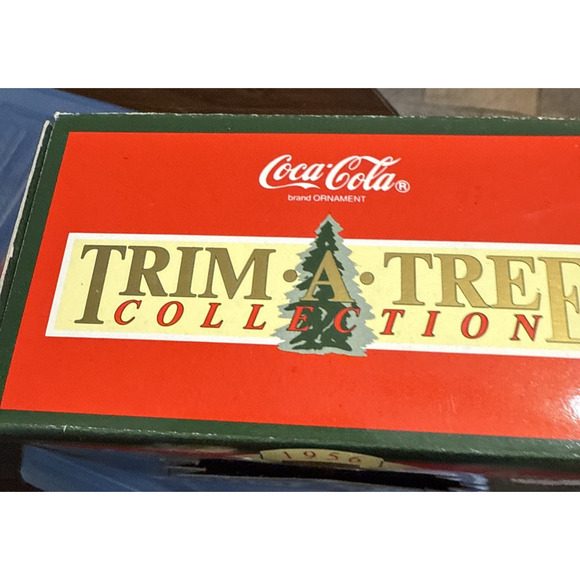 Coca-Cola®
brand ORNAMENT
TRIM·A·TREE
COLLECTION
1956